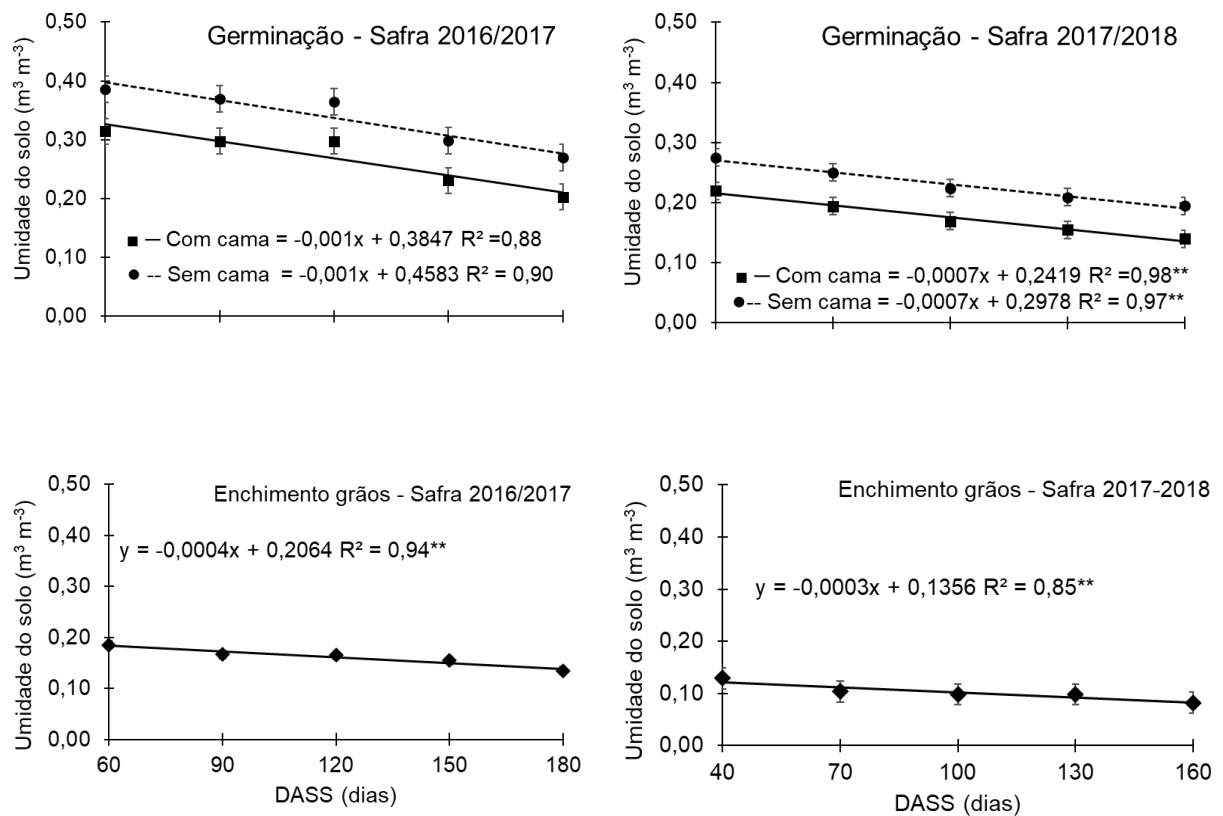 Germinação - Safra 2016/2017
Umidade do solo (m³ m⁻³)
0,50
0,40
0,30
0,20
0,10
0,00
— Com cama = -0,001x + 0,3847 R² =0,88
-- Sem cama = -0,001x + 0,4583 R² = 0,90
Germinação - Safra 2017/2018
Umidade do solo (m³ m⁻³)
0,50
0,40
0,30
0,20
0,10
0,00
— Com cama = -0,0007x + 0,2419 R² =0,98**
-- Sem cama = -0,0007x + 0,2978 R² = 0,97**
Enchimento grãos - Safra 2016/2017
Umidade do solo (m³ m⁻³)
0,50
0,40
0,30
0,20
0,10
0,00
y = -0,0004x + 0,2064 R² = 0,94**
60 90 120 150 180
DASS (dias)
Enchimento grãos - Safra 2017-2018
Umidade do solo (m³ m⁻³)
0,50
0,40
0,30
0,20
0,10
0,00
y = -0,0003x + 0,1356 R² = 0,85**
40 70 100 130 160
DASS (dias)